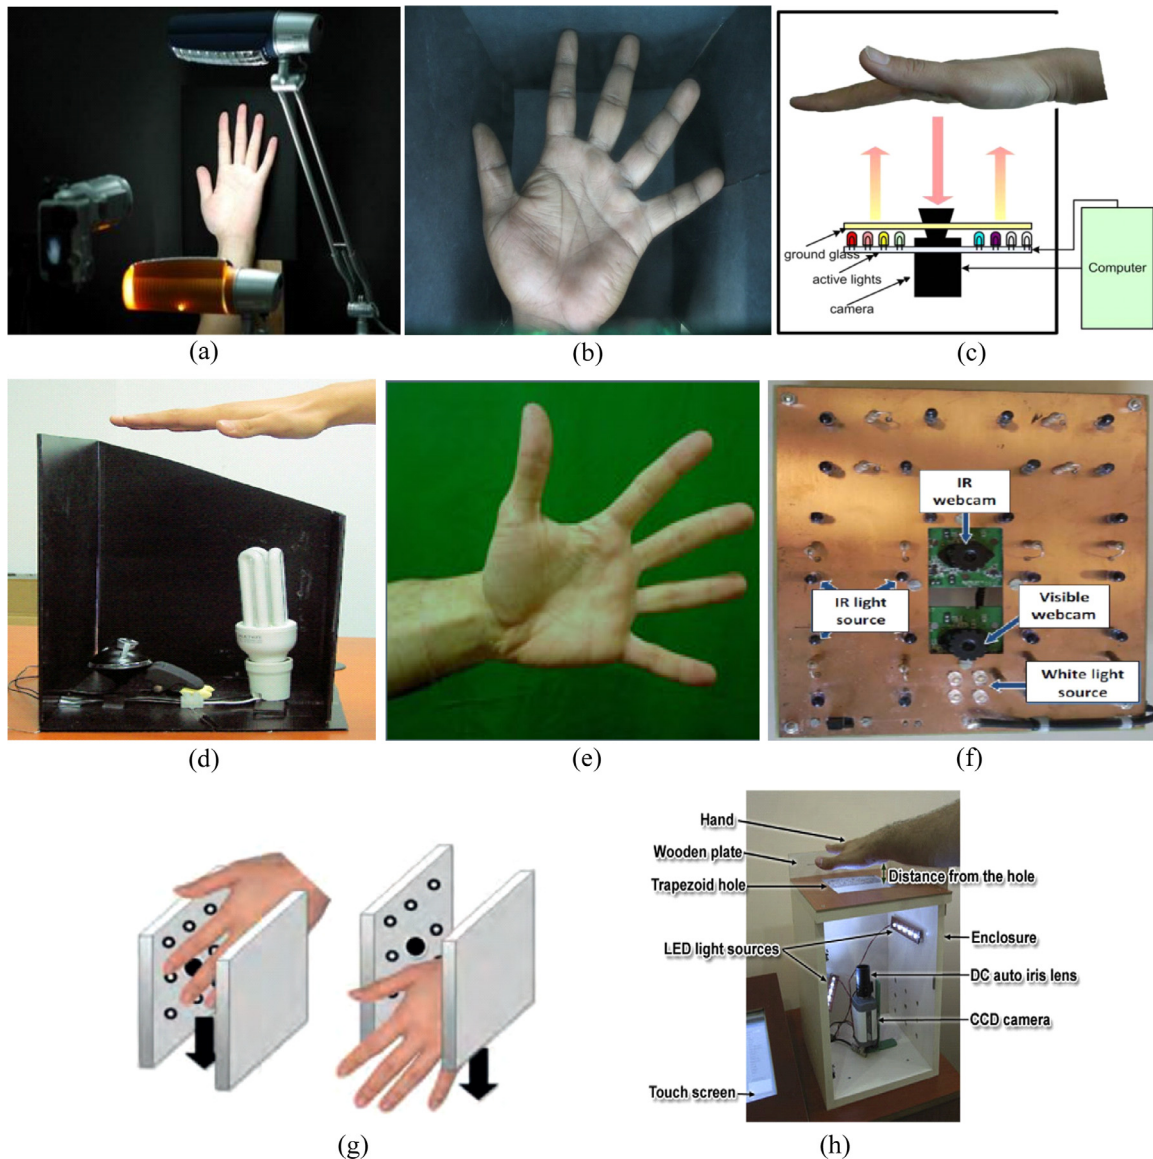 (a)
(b)
ground glass
active lights
camera
Computer
(c)
(d)
(e)
IR
webcam
IR light
source
Visible
webcam
White light
source
(f)
(g)
Hand
Wooden plate
Trapezoid hole
Distance from the hole
LED light sources
Enclosure
DC auto iris lens
CCD camera
Touch screen
(h)